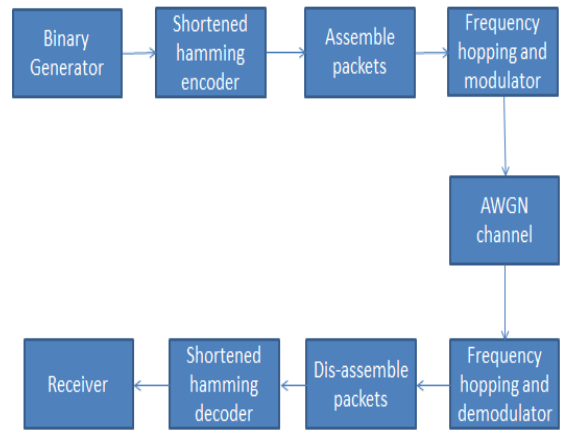 Binary
Generator
Shortened
hamming
encoder
Assemble
packets
Frequency
hopping and
modulator
AWGN
channel
Frequency
hopping and
demodulator
Dis-assemble
packets
Shortened
hamming
decoder
Receiver